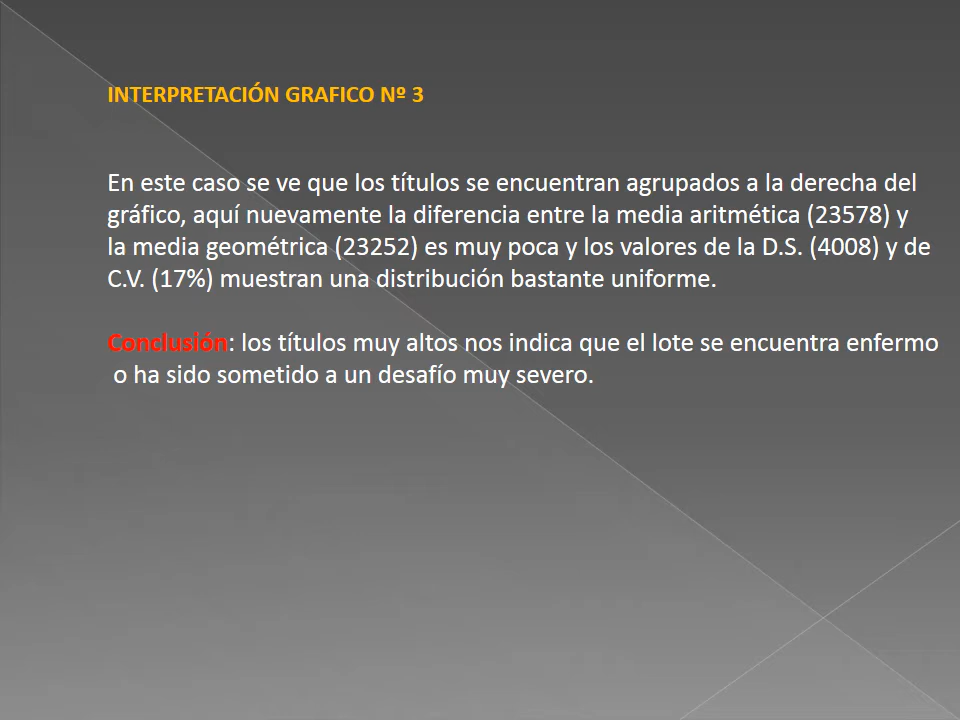 INTERPRETACIÓN GRAFICO Nº 3
En este caso se ve que los títulos se encuentran agrupados a la derecha del
gráfico, aquí nuevamente la diferencia entre la media aritmética (23578) y
la media geométrica (23252) es muy poca y los valores de la D.S. (4008) y de
C.V. (17%) muestran una distribución bastante uniforme.
Conclusión: los títulos muy altos nos indica que el lote se encuentra enfermo
o ha sido sometido a un desafío muy severo.